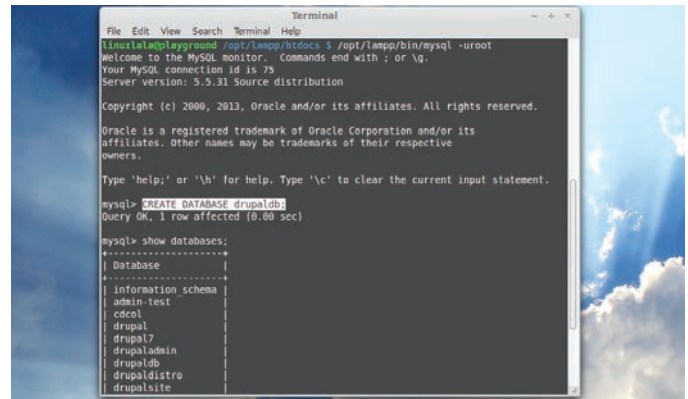 Terminal
File Edit View Search Terminal Help
linuxlala@playground /opt/lampp/htdocs $ /opt/lampp/bin/mysql -uroot
Welcome to the MySQL monitor.  Commands end with ; or \g.
Your MySQL connection id is 75
Server version: 5.5.31 Source distribution
Copyright (c) 2000, 2013, Oracle and/or its affiliates. All rights reserved.
Oracle is a registered trademark of Oracle Corporation and/or its
affiliates. Other names may be trademarks of their respective
owners.
Type 'help;' or '\h' for help. Type '\c' to clear the current input statement.
mysql> CREATE DATABASE drupaldb;
Query OK, 1 row affected (0.00 sec)
mysql> show databases;
+--------------------+
| Database           |
+--------------------+
| information_schema |
| admin-test         |
| cdcol              |
| drupal             |
| drupal7            |
| drupaladmin        |
| drupaldb           |
| drupaldistro       |
| drupalsite         |